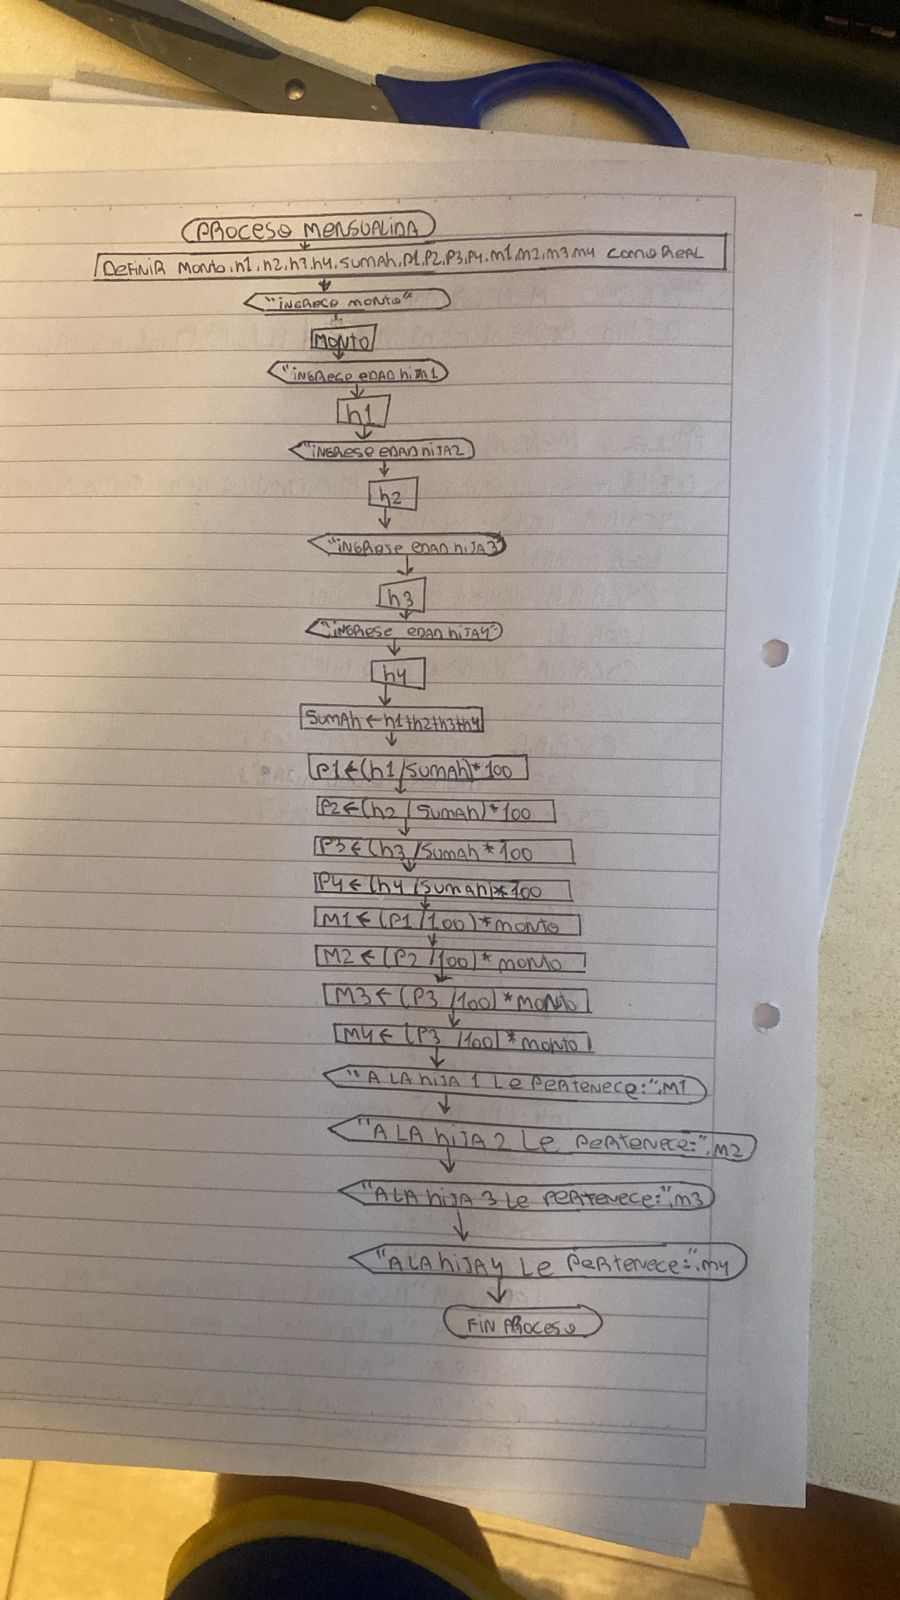 PROCESO MENSUALIDA
DEFINIR MONTO,h1,h2,h3,h4,SUMAh,P1,P2,P3,P4,M1,M2,M3,M4 COMO REAL
"INGRECE MONTO"
MONTO
"INGRECE EDAD hIJA1
h1
"INGRESE EDAD hIJA2
h2
"INGRESE EDAD hIJA3"
h3
"INGRESE EDAD hIJA4"
h4
SUMAh ← h1+h2+h3+h4
P1←(h1/SUMAh)*100
P2←(h2/SUMAh)*100
P3←(h3/SUMAh*100
P4←(h4/SUMAh)*100
M1←(P1/100)*MONTO
M2←(P2/100)*MONTO
M3←(P3/100)*MONTO
M4←(P3/100)*MONTO
"A LA hIJA 1 LE PERTENECE:",M1
"A LA hIJA 2 LE PERTENECE:",M2
"A LA hIJA 3 LE PERTENECE:",M3
"A LA hIJA 4 LE PERTENECE:",M4
FIN PROCESO